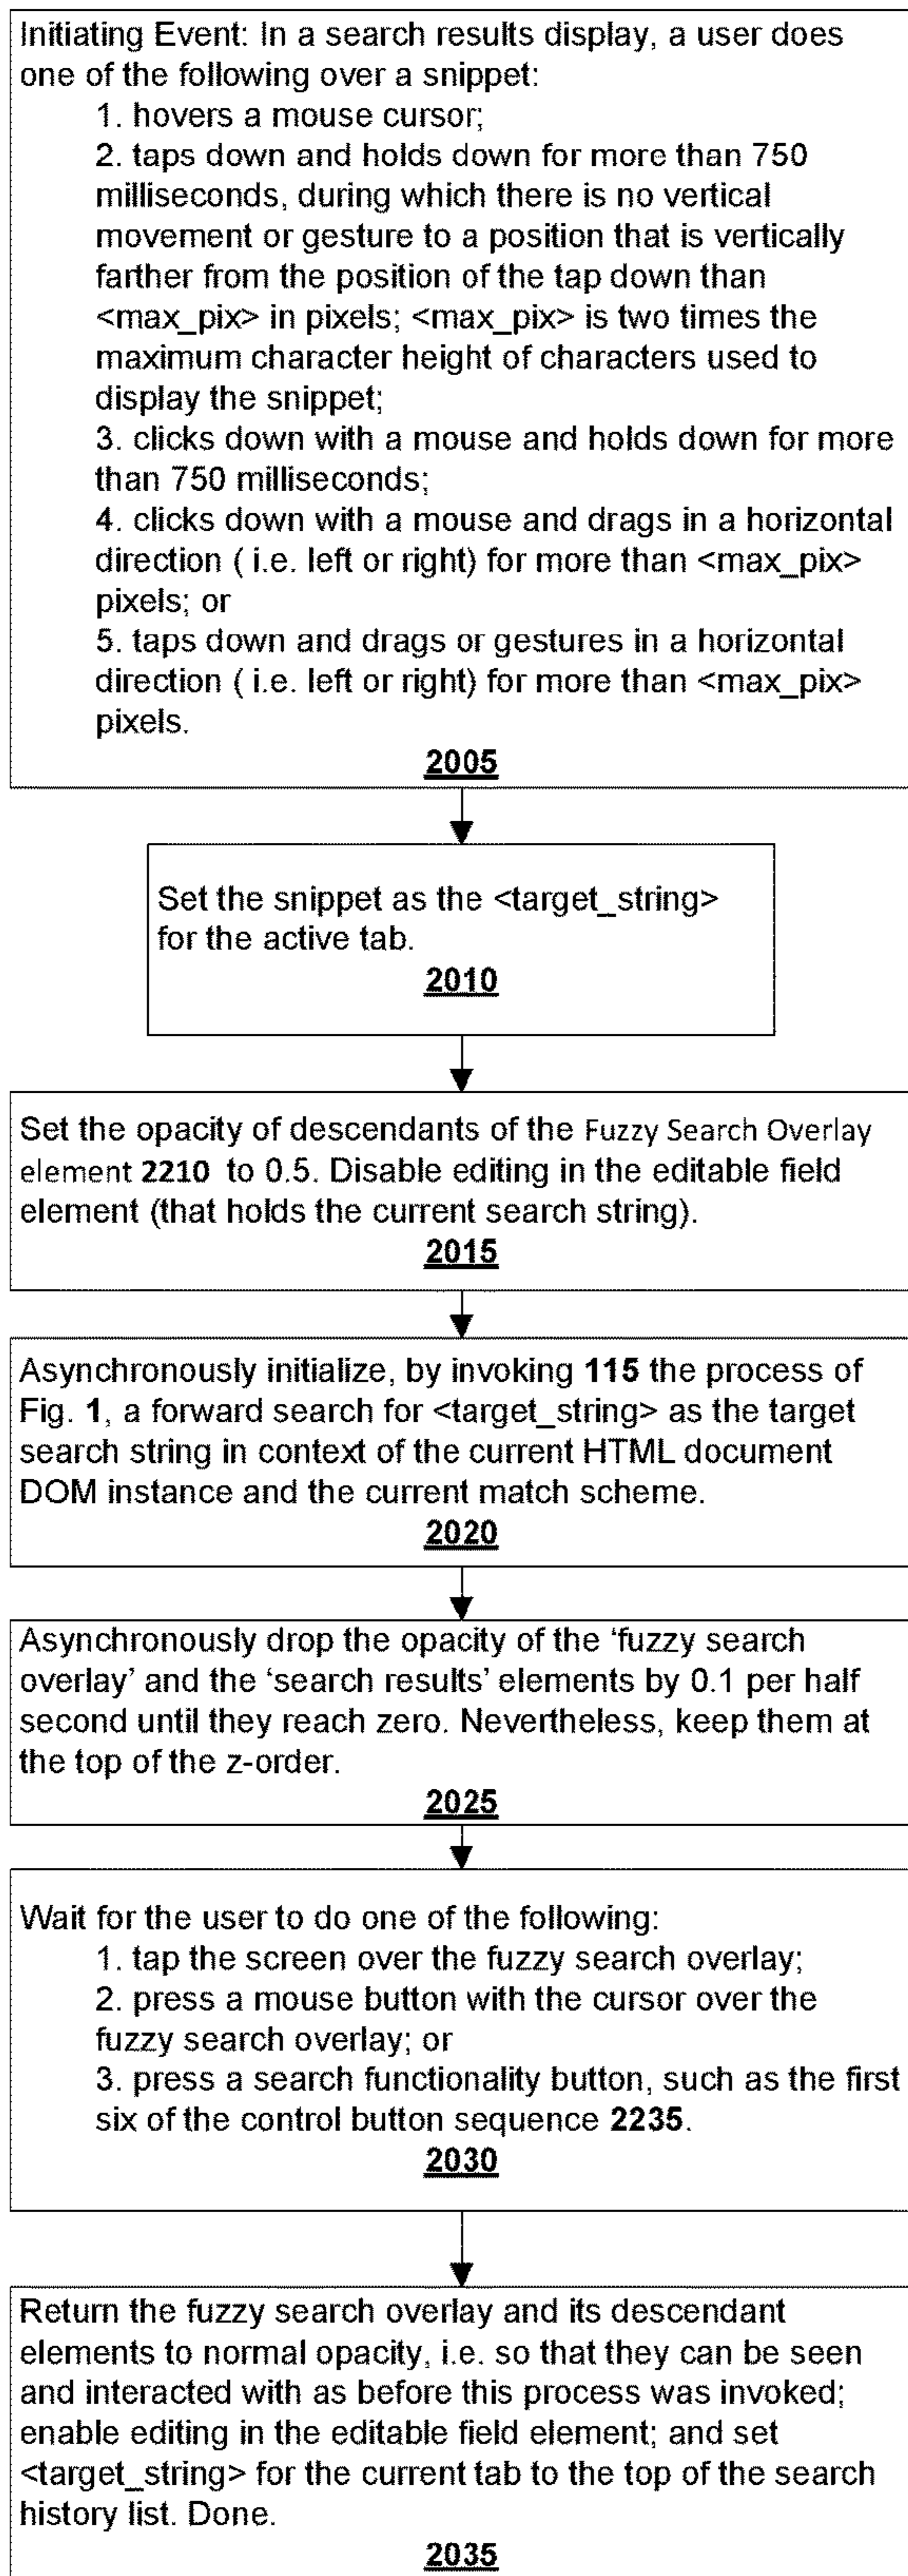 Initiating Event: In a search results display, a user does
one of the following over a snippet:
1. hovers a mouse cursor;
2. taps down and holds down for more than 750
milliseconds, during which there is no vertical
movement or gesture to a position that is vertically
farther from the position of the tap down than
<max_pix> in pixels; <max_pix> is two times the
maximum character height of characters used to
display the snippet;
3. clicks down with a mouse and holds down for more
than 750 milliseconds;
4. clicks down with a mouse and drags in a horizontal
direction ( i.e. left or right) for more than <max_pix>
pixels; or
5. taps down and drags or gestures in a horizontal
direction ( i.e. left or right) for more than <max_pix>
pixels.
2005
Set the snippet as the <target_string>
for the active tab.
2010
Set the opacity of descendants of the Fuzzy Search Overlay
element 2210 to 0.5. Disable editing in the editable field
element (that holds the current search string).
2015
Asynchronously initialize, by invoking 115 the process of
Fig. 1, a forward search for <target_string> as the target
search string in context of the current HTML document
DOM instance and the current match scheme.
2020
Asynchronously drop the opacity of the ‘fuzzy search
overlay’ and the ‘search results’ elements by 0.1 per half
second until they reach zero. Nevertheless, keep them at
the top of the z-order.
2025
Wait for the user to do one of the following:
1. tap the screen over the fuzzy search overlay;
2. press a mouse button with the cursor over the
fuzzy search overlay; or
3. press a search functionality button, such as the first
six of the control button sequence 2235.
2030
Return the fuzzy search overlay and its descendant
elements to normal opacity, i.e. so that they can be seen
and interacted with as before this process was invoked;
enable editing in the editable field element; and set
<target_string> for the current tab to the top of the search
history list. Done.
2035